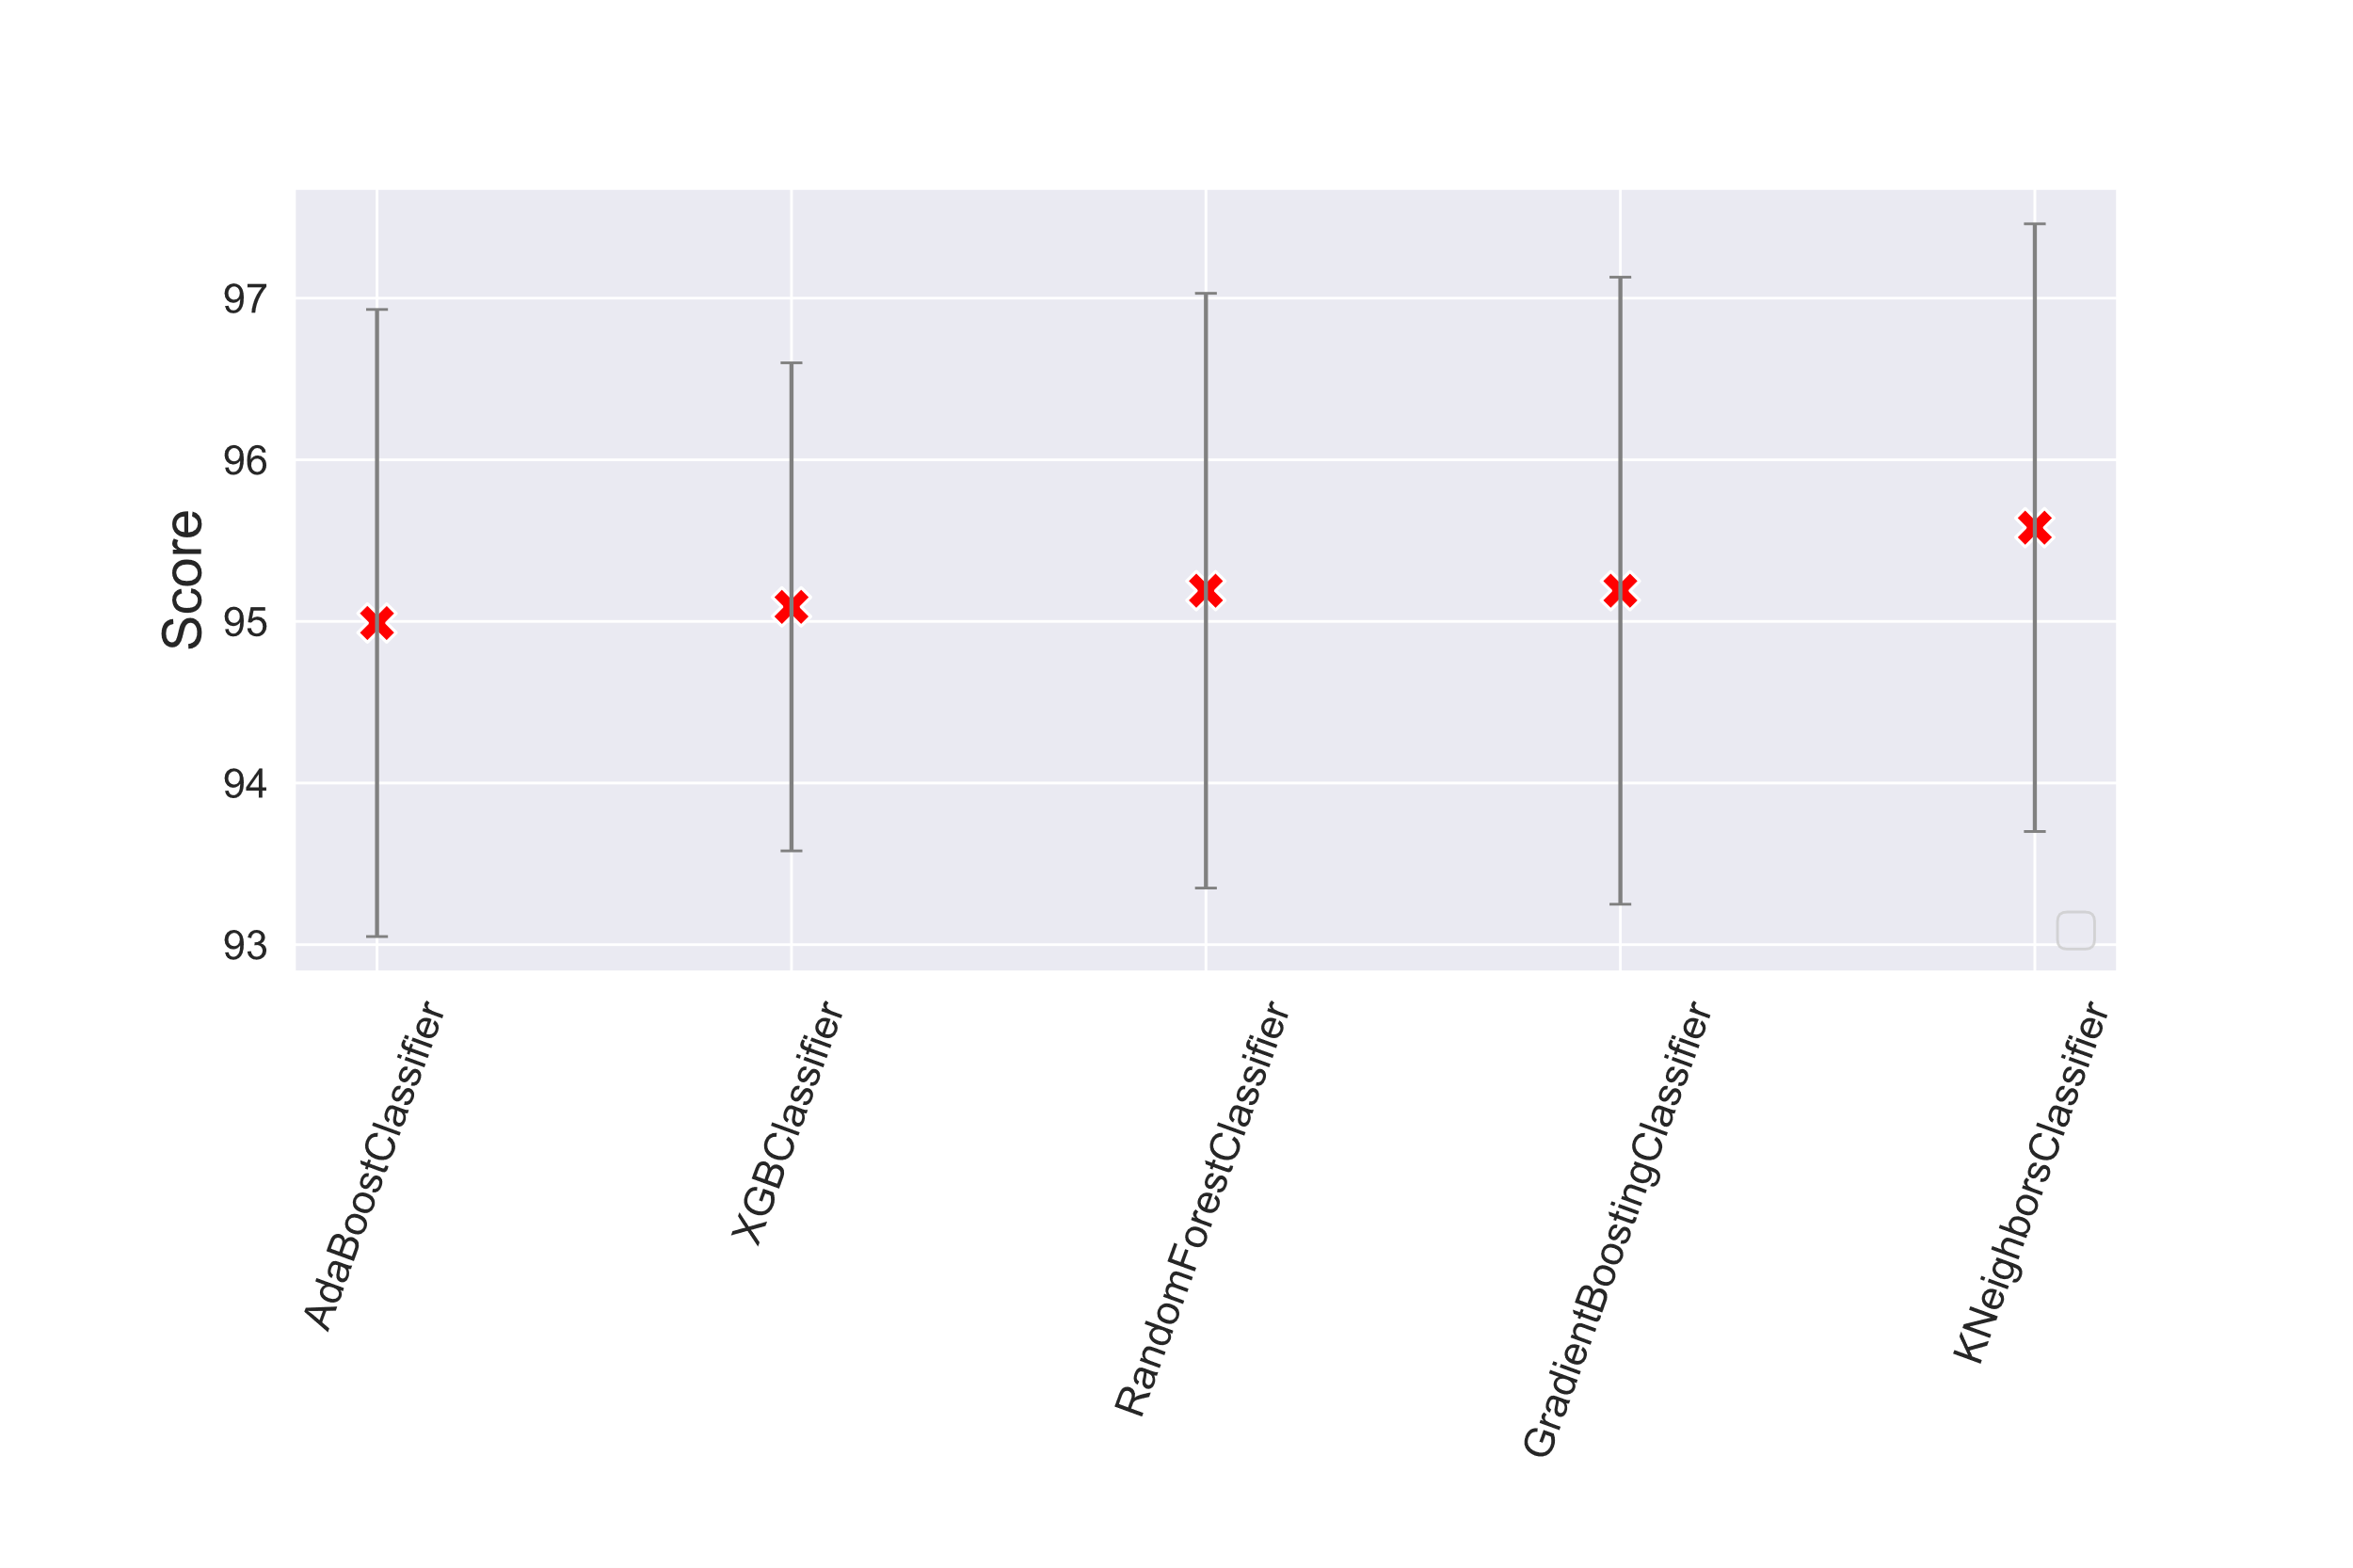 Score
97
96
95
94
93
AdaBoostClassifier
XGBClassifier
RandomForestClassifier
GradientBoostingClassifier
KNeighborsClassifier